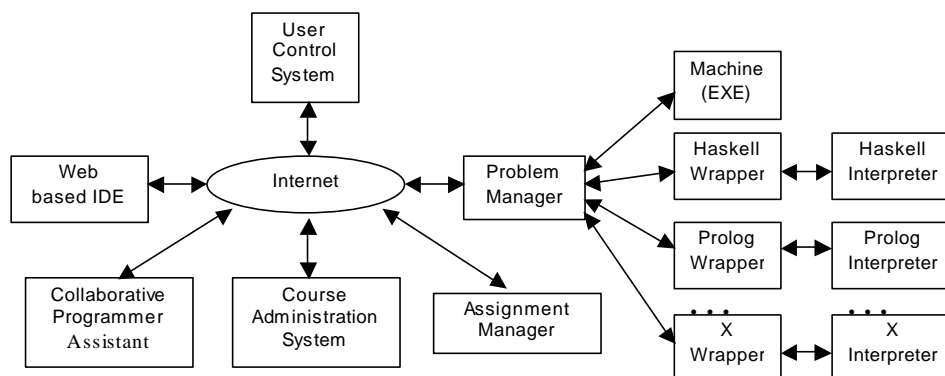 User
Control
System
Machine
(EXE)
Web
based IDE
Internet
Problem
Manager
Haskell
Wrapper
Haskell
Interpreter
Prolog
Wrapper
Prolog
Interpreter
Collaborative
Programmer
Assistant
Course
Administration
System
Assignment
Manager
. . .
X
Wrapper
. . .
X
Interpreter